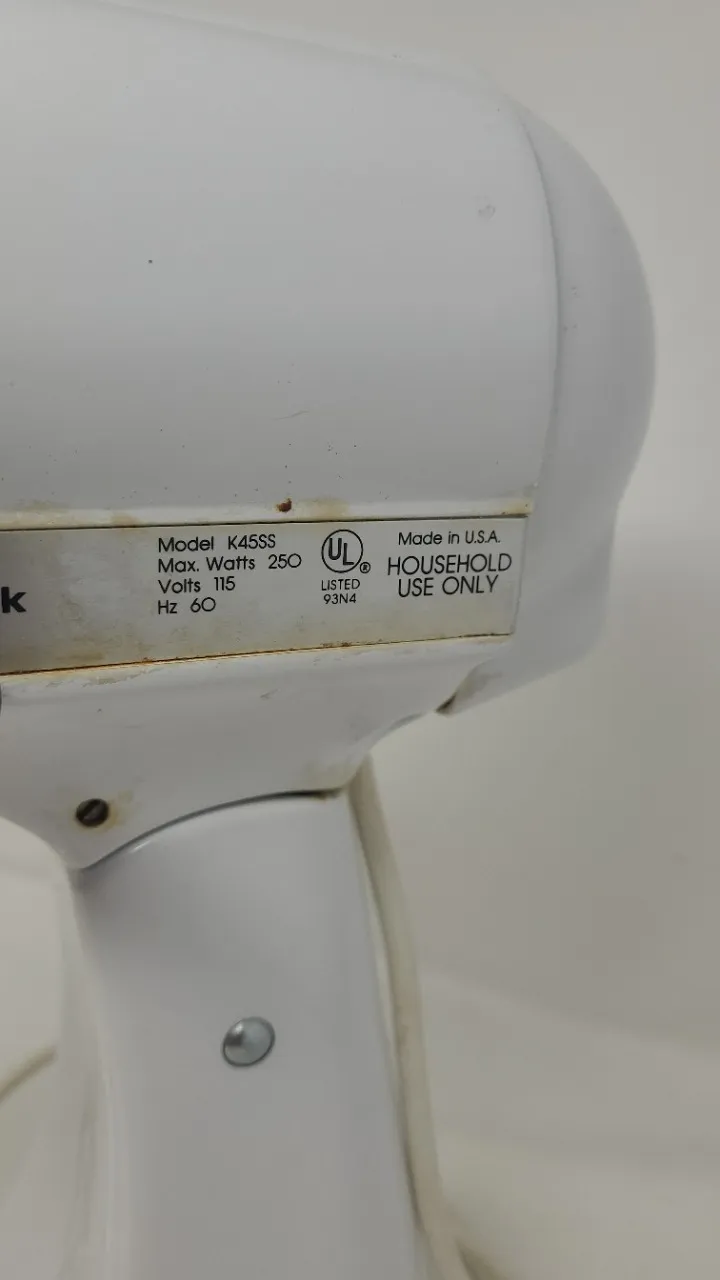 k
Model K45SS
Max. Watts 250
Volts 115
Hz 60
UL ®
LISTED
93N4
Made in U.S.A.
HOUSEHOLD
USE ONLY